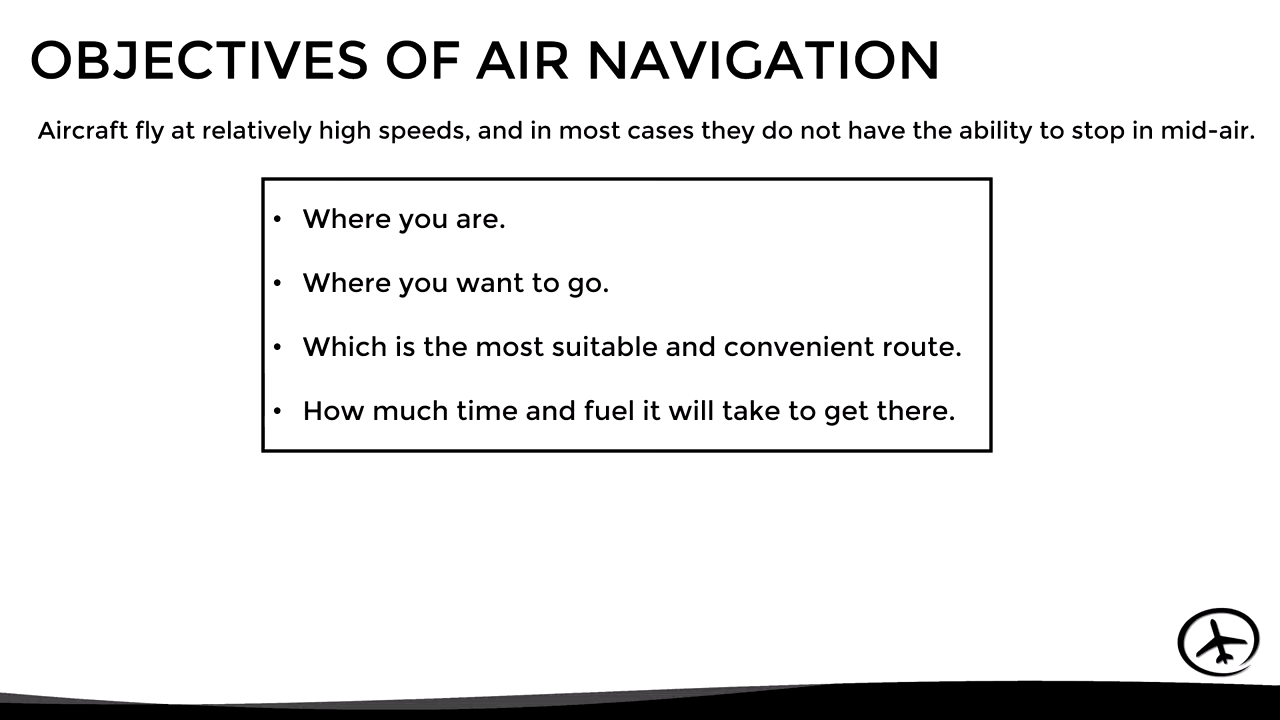 OBJECTIVES OF AIR NAVIGATION
Aircraft fly at relatively high speeds, and in most cases they do not have the ability to stop in mid-air.
• Where you are.
• Where you want to go.
• Which is the most suitable and convenient route.
• How much time and fuel it will take to get there.